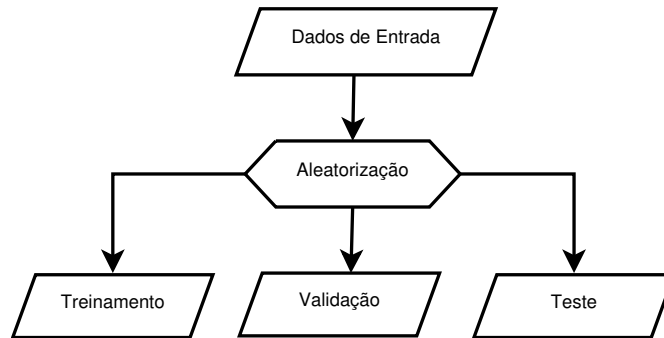 Dados de Entrada
Aleatorização
Treinamento
Validação
Teste